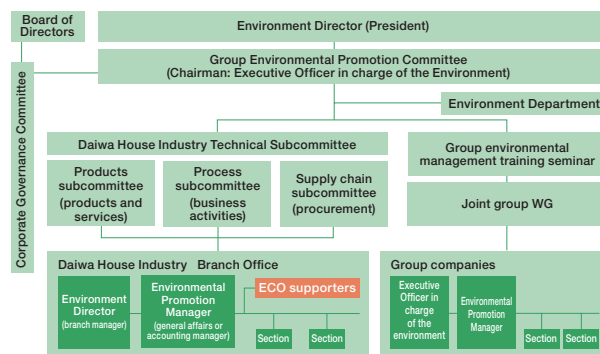 Board of
Directors
Environment Director (President)
Corporate Governance Committee
Group Environmental Promotion Committee
(Chairman: Executive Officer in charge of the Environment)
Environment Department
Daiwa House Industry Technical Subcommittee
Group environmental
management training seminar
Products
subcommittee
(products and
services)
Process
subcommittee
(business
activities)
Supply chain
subcommittee
(procurement)
Joint group WG
Daiwa House Industry Branch Office
Environment
Director
(branch manager)
Environmental
Promotion
Manager
(general affairs or
accounting manager)
ECO supporters
Section
Section
Group companies
Executive
Officer in
charge
of the
environment
Environmental
Promotion
Manager
Section
Section